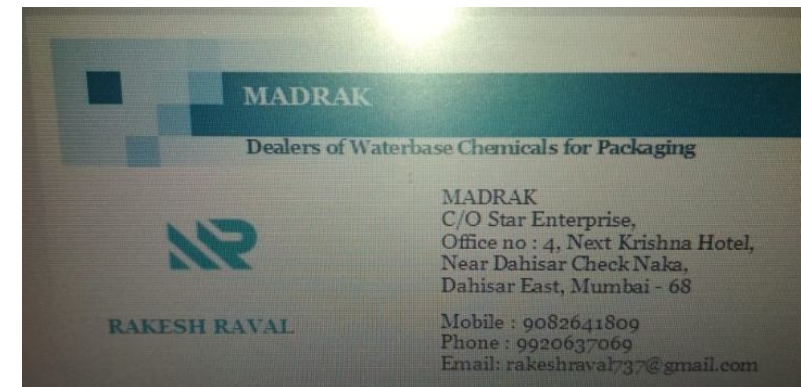 MADRAK
Dealers of Waterbase Chemicals for Packaging
MADRAK
C/O Star Enterprise,
Office no : 4, Next Krishna Hotel,
Near Dahisar Check Naka,
Dahisar East, Mumbai - 68
RAKESH RAVAL
Mobile : 9082641809
Phone : 9920637069
Email: rakeshraval737@gmail.com